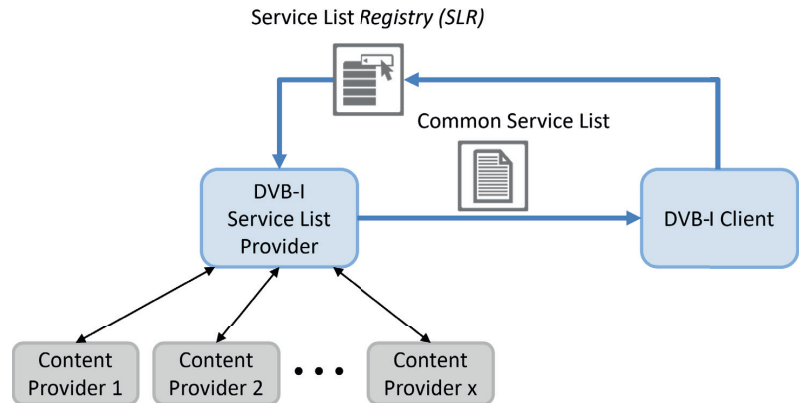 Service List Registry (SLR)
Common Service List
DVB-I
Service List
Provider
DVB-I Client
Content
Provider 1
Content
Provider 2
• • •
Content
Provider x